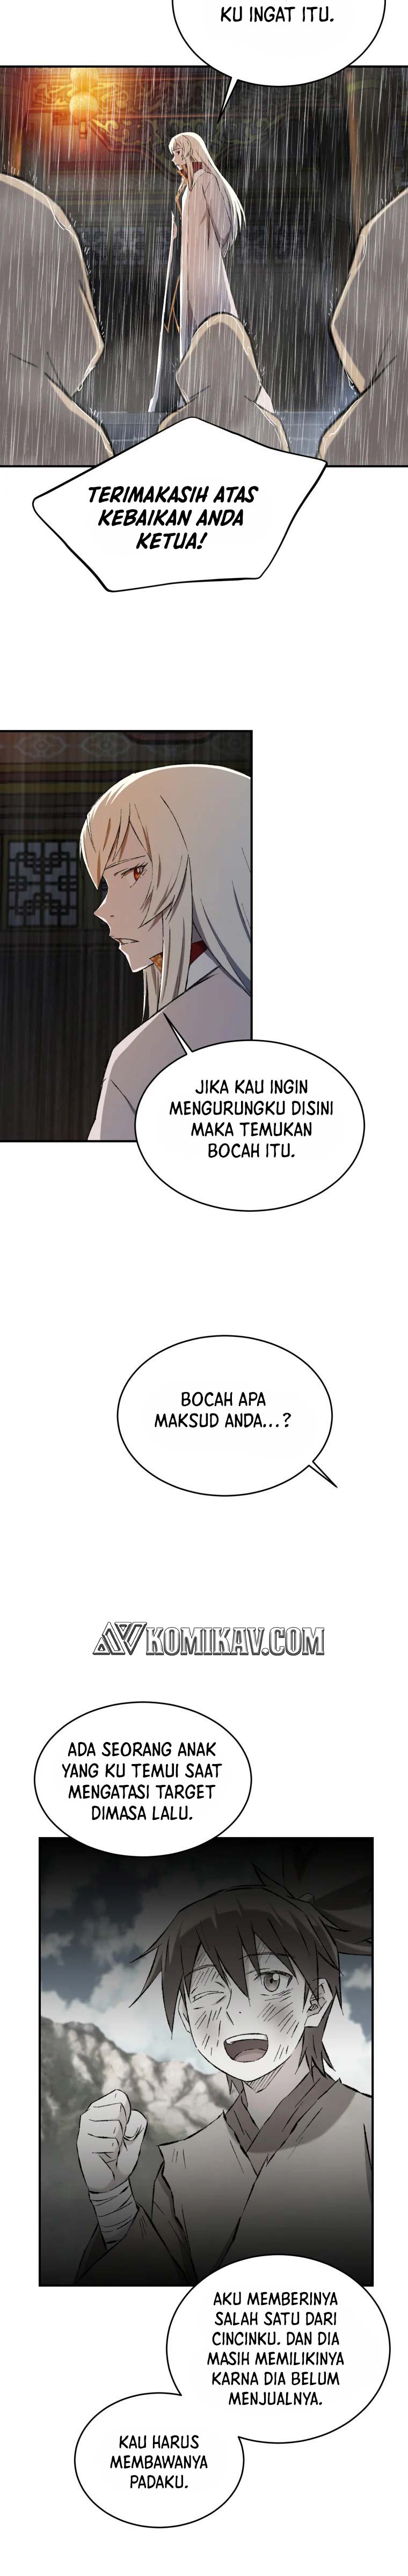 KU INGAT ITU.
TERIMAKASIH ATAS
KEBAIKAN ANDA
KETUA!
JIKA KAU INGIN
MENGURUNGKU DISINI
MAKA TEMUKAN
BOCAH ITU.
BOCAH APA
MAKSUD ANDA...?
KOMIKAV.COM
ADA SEORANG ANAK
YANG KU TEMUI SAAT
MENGATASI TARGET
DIMASA LALU.
AKU MEMBERINYA
SALAH SATU DARI
CINCINKU. DAN DIA
MASIH MEMILIKINYA
KARNA DIA BELUM
MENJUALNYA.
KAU HARUS
MEMBAWANYA
PADAKU.